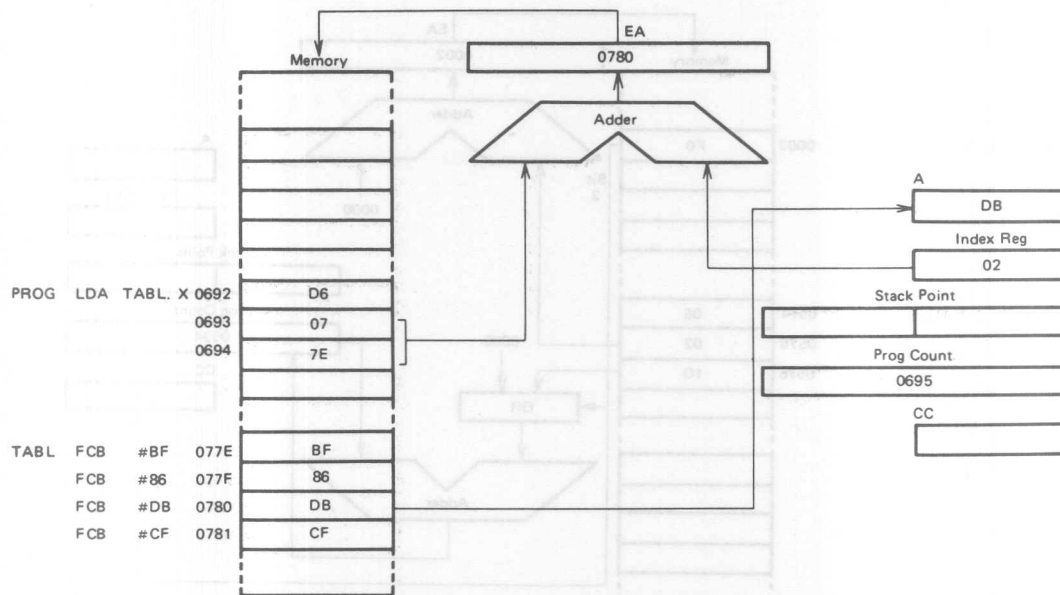 EA
0780
Memory
Adder
A
DB
Index Reg
02
Stack Point
Prog Count
0695
CC
PROG LDA TABL. X 0692 D6
0693 07
0694 7E
TABL FCB #BF 077E BF
FCB #86 077F 86
FCB #DB 0780 DB
FCB #CF 0781 CF